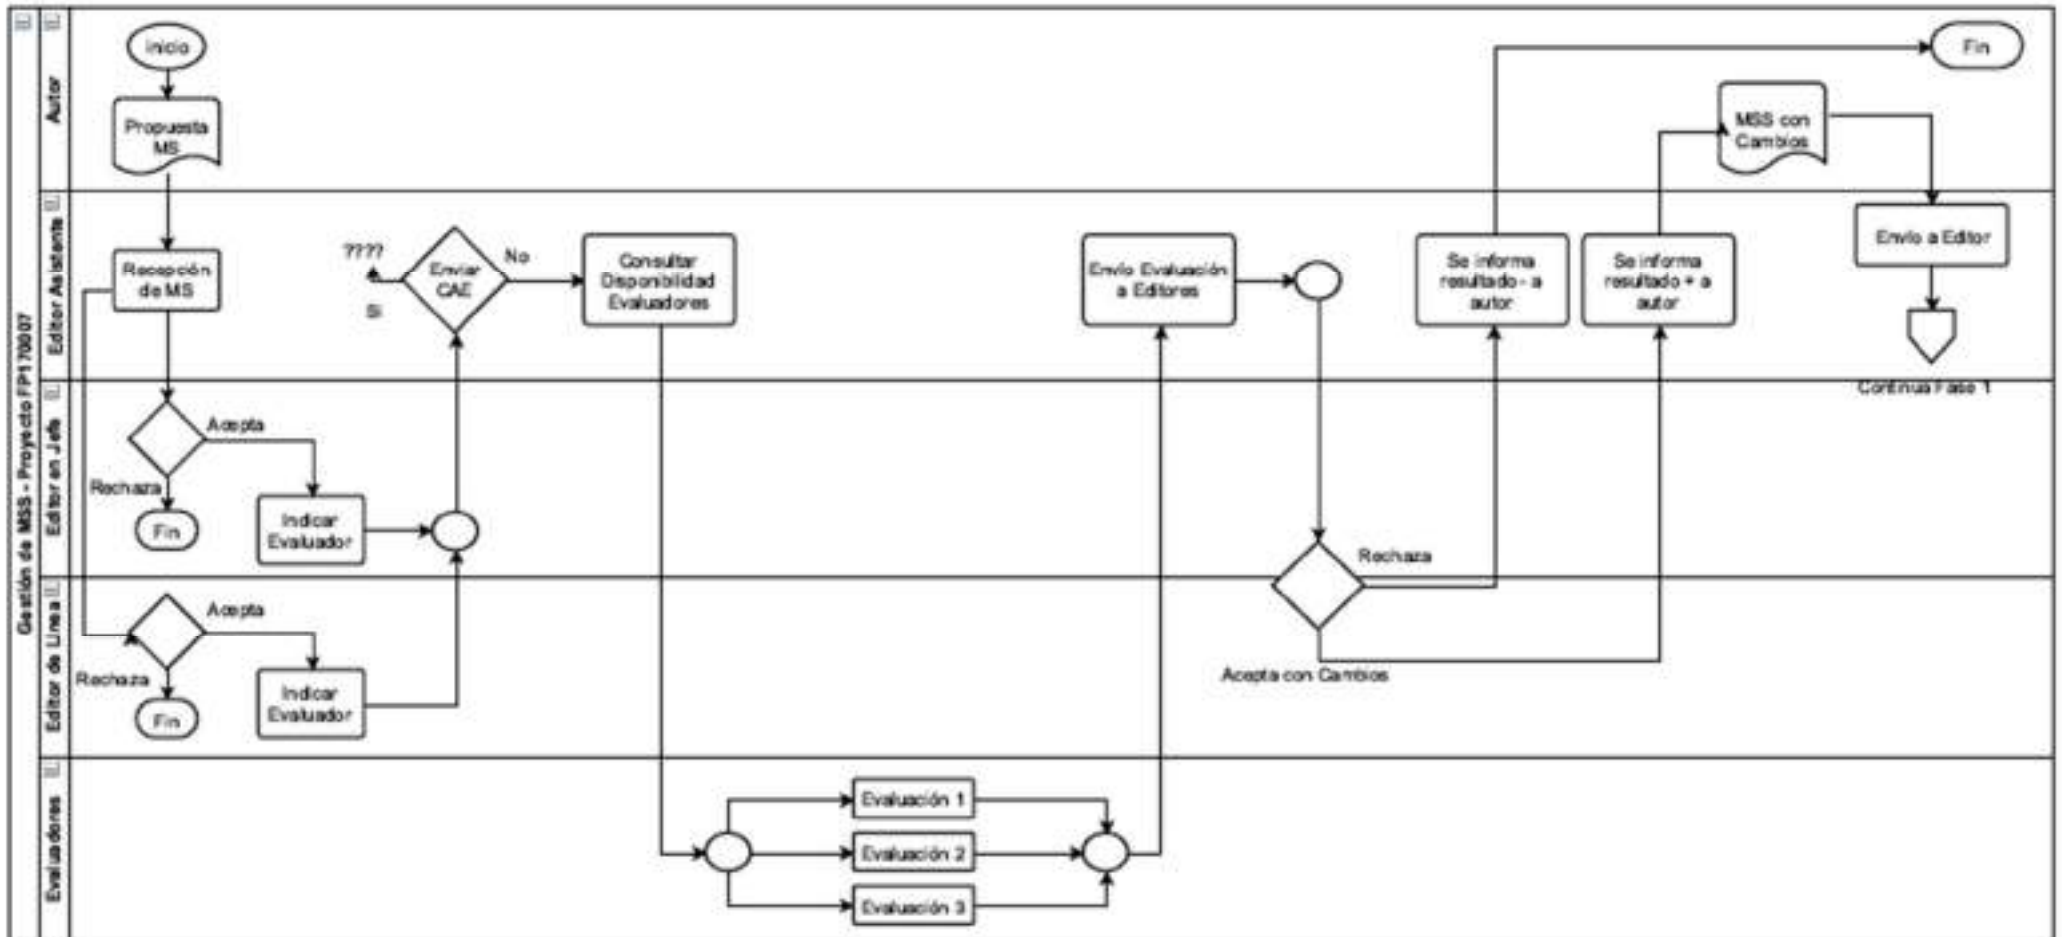 Gestión de MSS - Proyecto FP170007
Autor
Inicio
Propuesta
MS
Fin
MSS con
Cambios
Editor Asistente
Recepción
de MS
????
Si
Enviar
CAE
No
Consultar
Disponibilidad
Evaluadores
Envío Evaluación
a Editores
Se informa
resultado - a
autor
Se informa
resultado + a
autor
Envío a Editor
Continua Fase 1
Editor en Jefe
Acepta
Rechaza
Fin
Indicar
Evaluador
Rechaza
Editor de Línea
Acepta
Rechaza
Fin
Indicar
Evaluador
Acepta con Cambios
Evaluadores
Evaluación 1
Evaluación 2
Evaluación 3